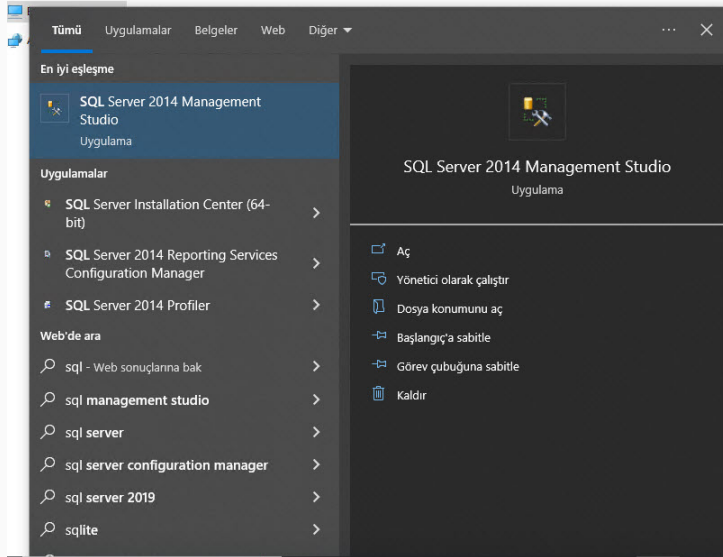 Tümü Uygulamalar Belgeler Web Diğer
En iyi eşleşme
SQL Server 2014 Management
Studio
Uygulama
Uygulamalar
SQL Server Installation Center (64-
bit)
SQL Server 2014 Reporting Services
Configuration Manager
SQL Server 2014 Profiler
Web'de ara
sql - Web sonuçlarına bak
sql management studio
sql server
sql server configuration manager
sql server 2019
sqlite
SQL Server 2014 Management Studio
Uygulama
Aç
Yönetici olarak çalıştır
Dosya konumunu aç
Başlangıç'a sabitle
Görev çubuğuna sabitle
Kaldır